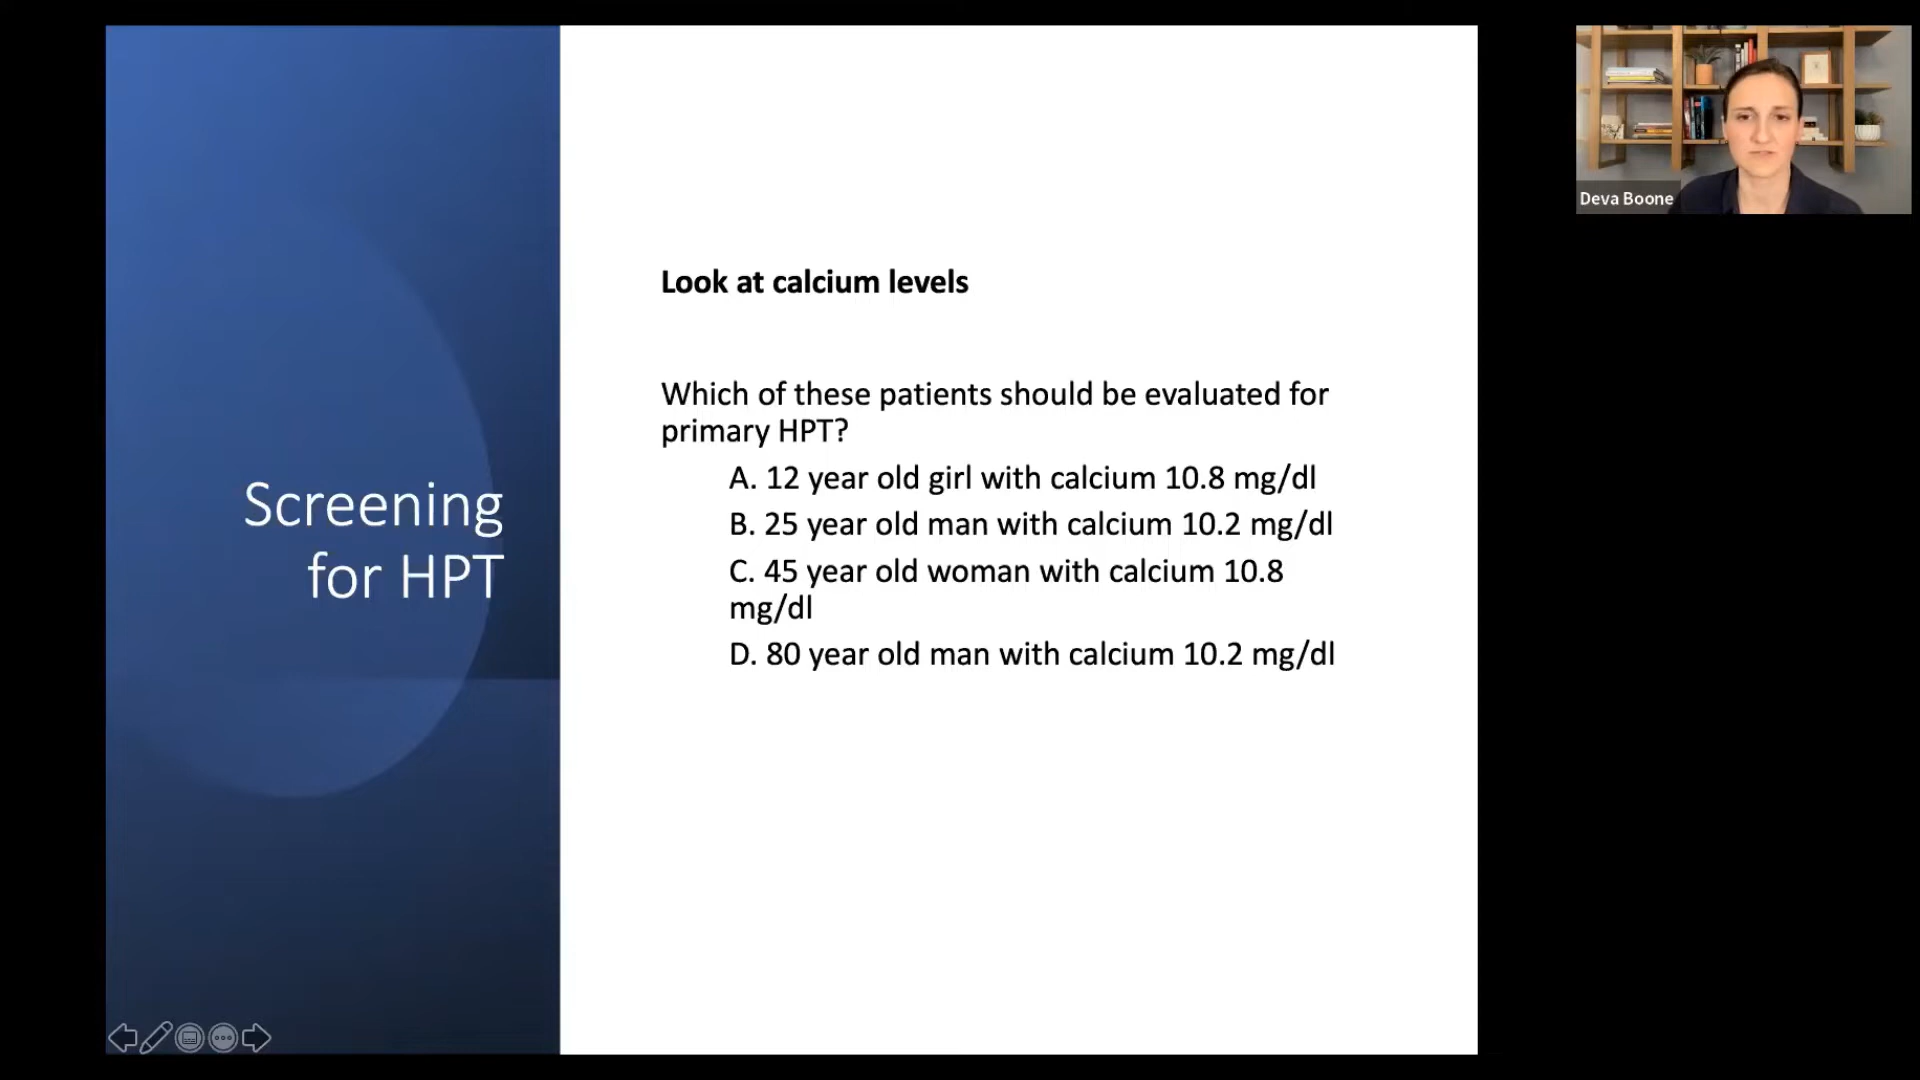 Screening
for HPT
Look at calcium levels
Which of these patients should be evaluated for
primary HPT?
A. 12 year old girl with calcium 10.8 mg/dl
B. 25 year old man with calcium 10.2 mg/dl
C. 45 year old woman with calcium 10.8
mg/dl
D. 80 year old man with calcium 10.2 mg/dl
Deva Boone